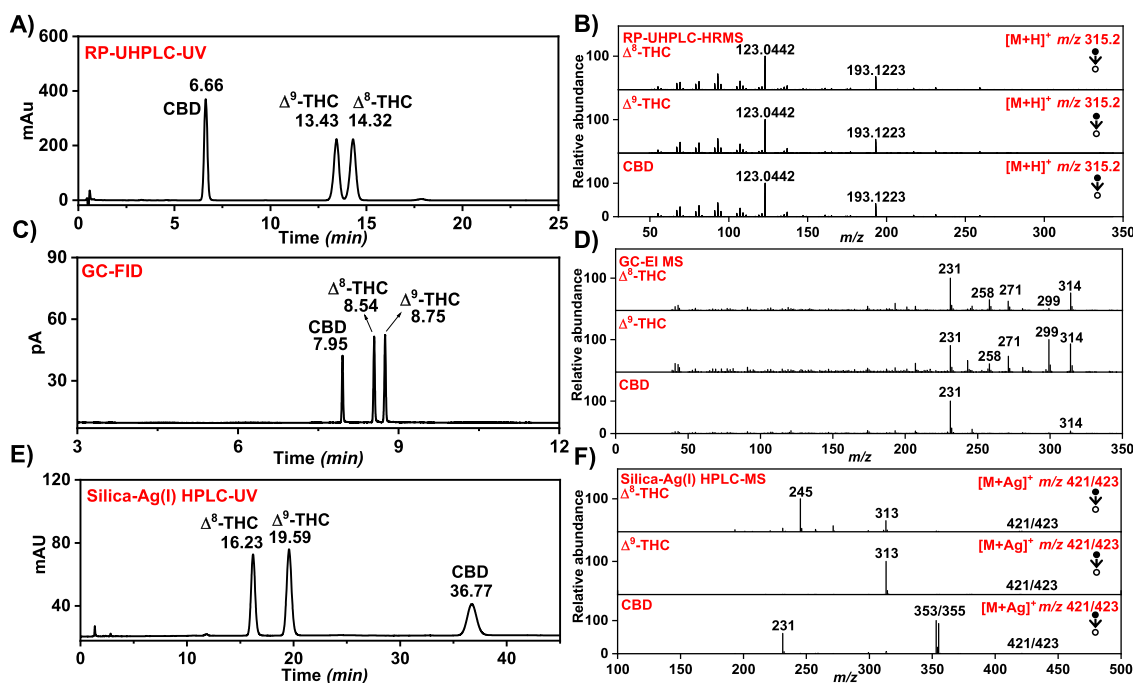 A)
RP-UHPLC-UV
mAu
600
400
200
0
6.66
CBD
Δ⁹-THC
13.43
Δ⁸-THC
14.32
0 5 10 15 20 25
Time (min)
B)
RP-UHPLC-HRMS
Δ⁸-THC
[M+H]⁺ m/z 315.2
Relative abundance
100
123.0442
193.1223
Δ⁹-THC
[M+H]⁺ m/z 315.2
100
123.0442
193.1223
CBD
[M+H]⁺ m/z 315.2
100
0
123.0442
193.1223
50 100 150 200 250 300 350
m/z
C)
GC-FID
pA
90
60
30
CBD
7.95
Δ⁸-THC
8.54
Δ⁹-THC
8.75
3 6 9 12
Time (min)
D)
GC-EI MS
Δ⁸-THC
Relative abundance
100
231
258
271
299
314
Δ⁹-THC
100
231
258
271
299
314
CBD
100
0
231
314
0 50 100 150 200 250 300 350
m/z
E)
Silica-Ag(I) HPLC-UV
mAU
120
80
40
Δ⁸-THC
16.23
Δ⁹-THC
19.59
CBD
36.77
0 10 20 30 40
Time (min)
F)
Silica-Ag(I) HPLC-MS
Δ⁸-THC
[M+Ag]⁺ m/z 421/423
Relative abundance
100
245
313
421/423
Δ⁹-THC
[M+Ag]⁺ m/z 421/423
100
313
421/423
CBD
[M+Ag]⁺ m/z 421/423
100
0
231
353/355
421/423
100 150 200 250 300 350 400 450 500
m/z